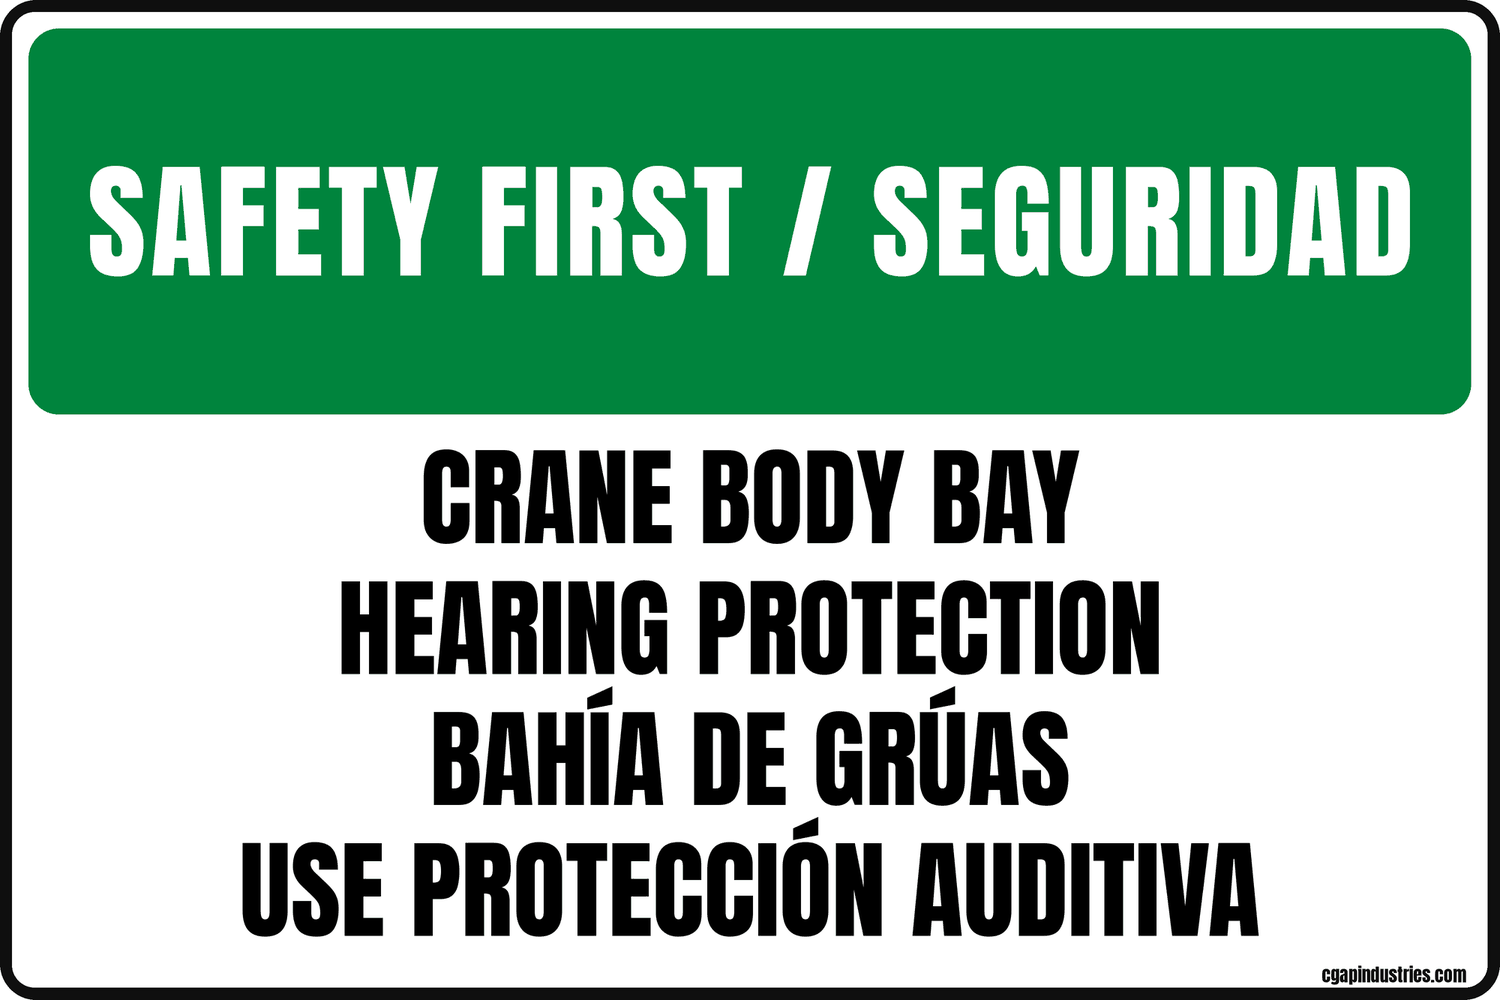 SAFETY FIRST / SEGURIDAD
CRANE BODY BAY
HEARING PROTECTION
BAHÍA DE GRÚAS
USE PROTECCIÓN AUDITIVA
cgapindustries.com